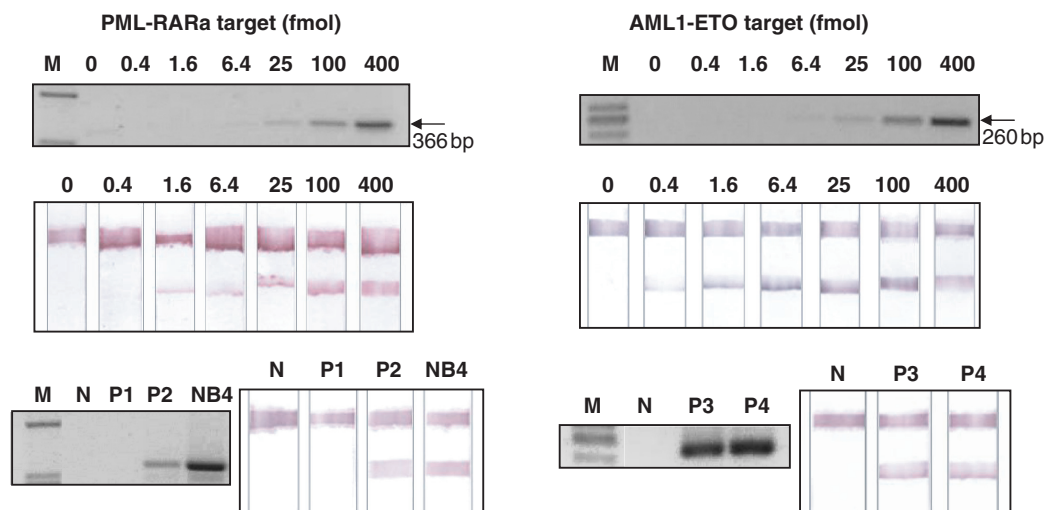 PML-RARa target (fmol)
M 0 0.4 1.6 6.4 25 100 400
366 bp
0 0.4 1.6 6.4 25 100 400
M N P1 P2 NB4
N P1 P2 NB4
AML1-ETO target (fmol)
M 0 0.4 1.6 6.4 25 100 400
260 bp
0 0.4 1.6 6.4 25 100 400
M N P3 P4
N P3 P4